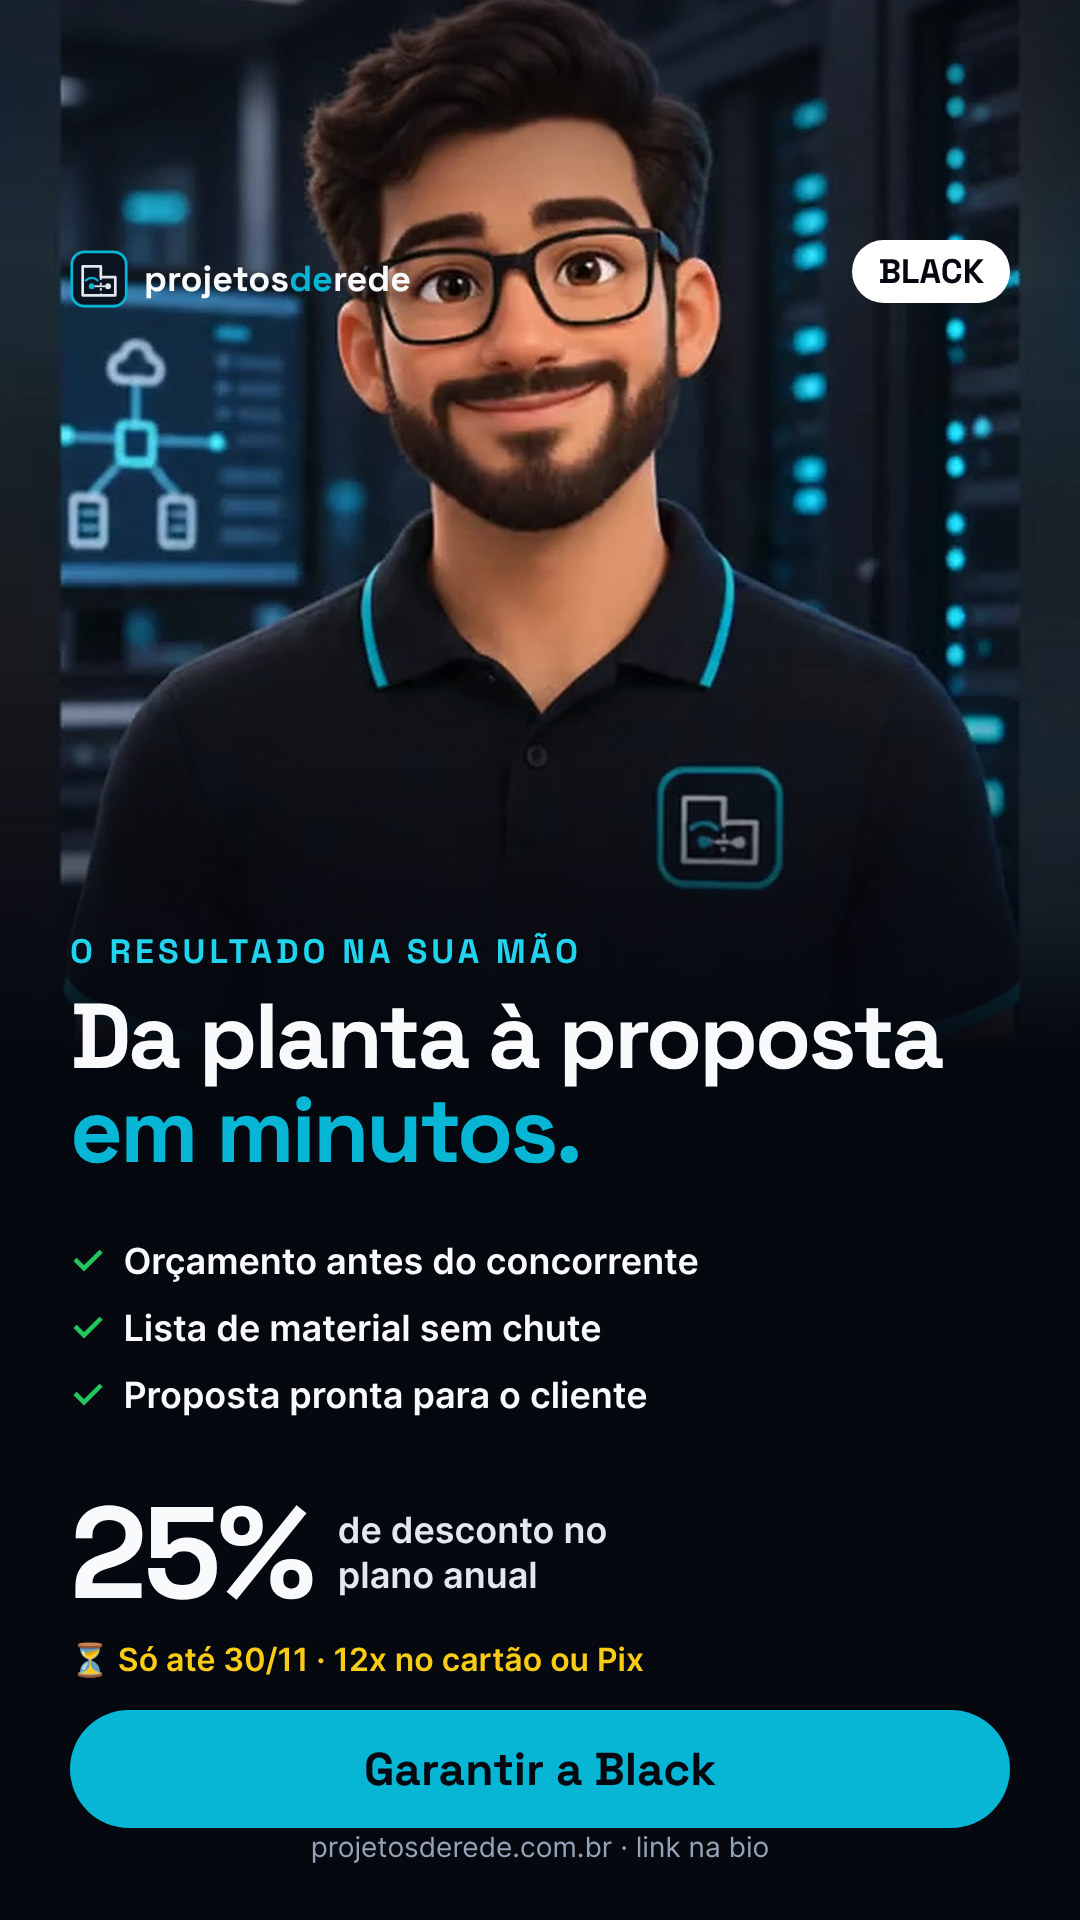 projetosderede
BLACK
O RESULTADO NA SUA MÃO
Da planta à proposta
em minutos.
Orçamento antes do concorrente
Lista de material sem chute
Proposta pronta para o cliente
25% de desconto no
plano anual
⏳ Só até 30/11 · 12x no cartão ou Pix
Garantir a Black
projetosderede.com.br · link na bio